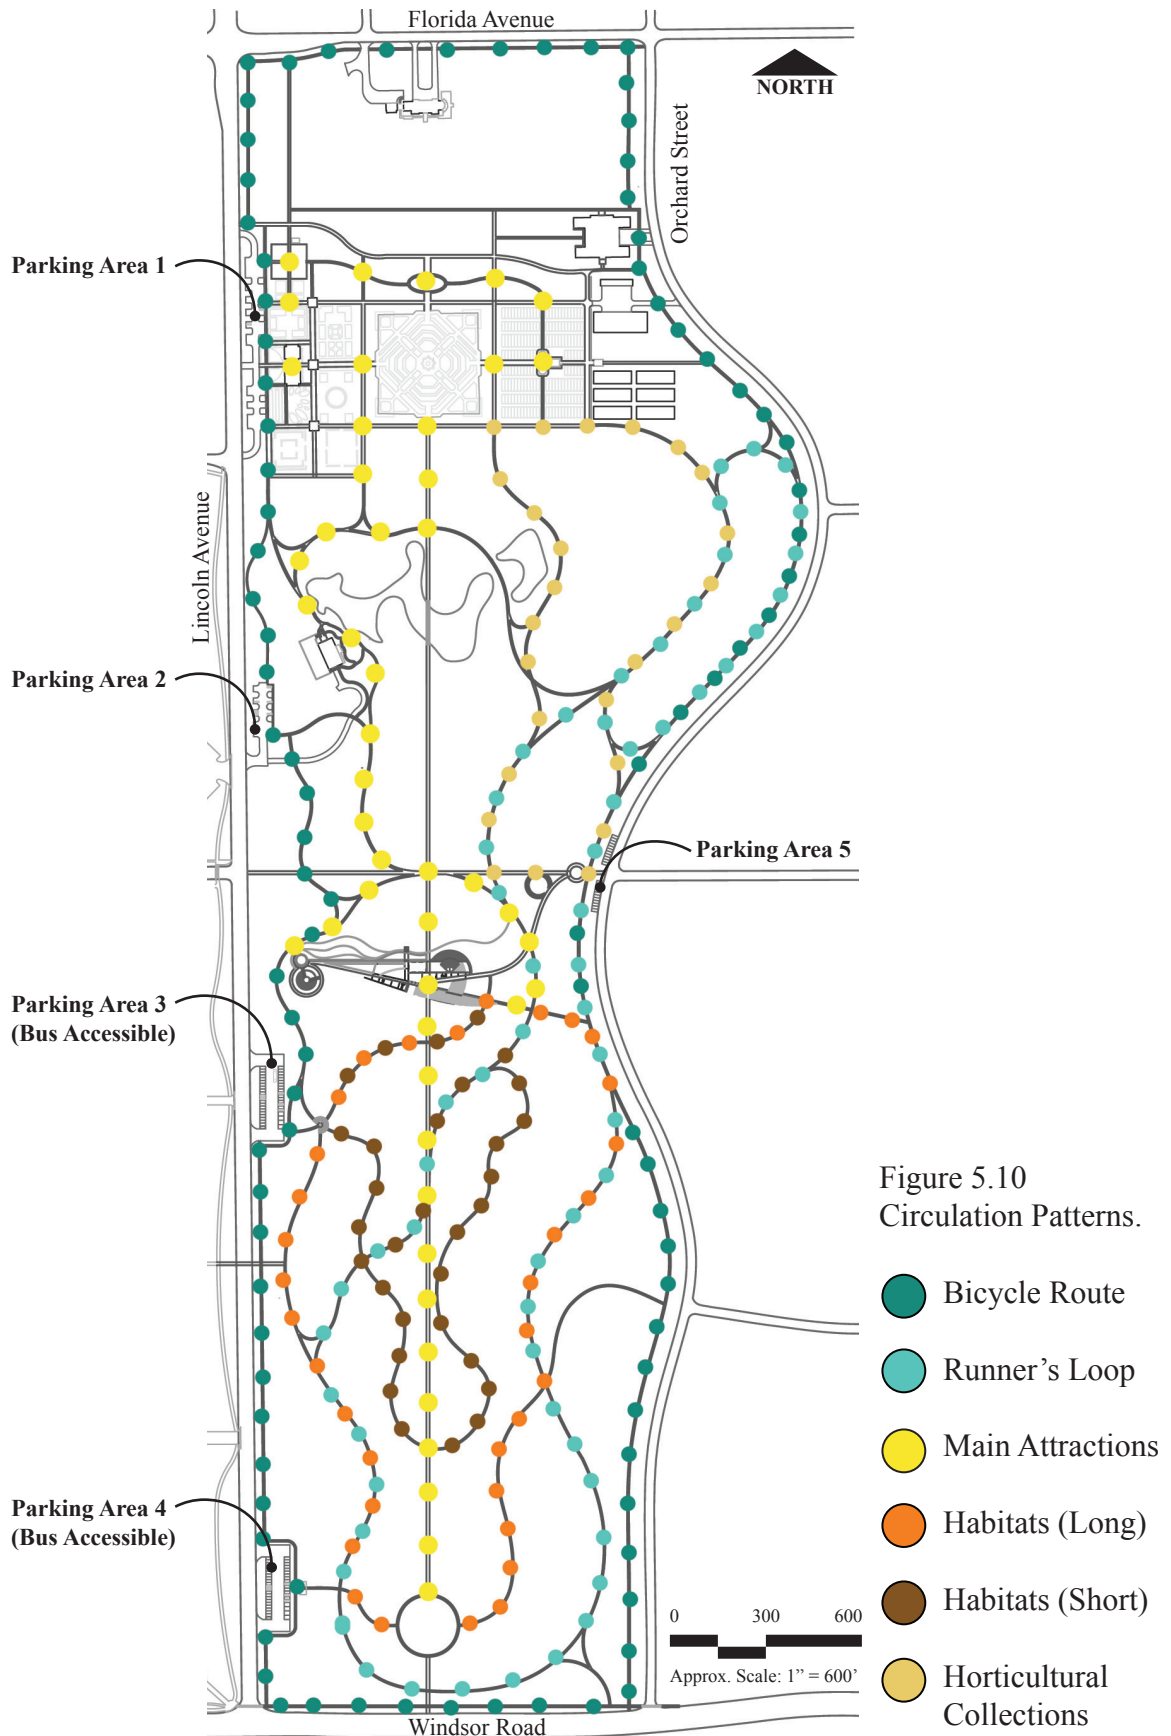 Florida Avenue
NORTH
Orchard Street
Parking Area 1
Lincoln Avenue
Parking Area 2
Parking Area 5
Parking Area 3
(Bus Accessible)
Figure 5.10
Circulation Patterns.
Bicycle Route
Runner’s Loop
Main Attractions
Parking Area 4
(Bus Accessible)
Habitats (Long)
Habitats (Short)
Horticultural
Collections
0 300 600
Approx. Scale: 1” = 600’
Windsor Road